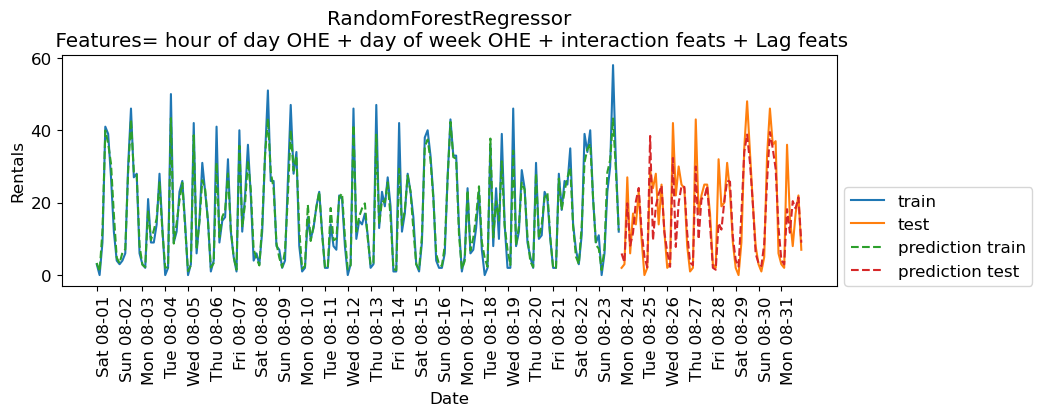 RandomForestRegressor
Features= hour of day OHE + day of week OHE + interaction feats + Lag feats
60
40
20
0
Rentals
Sat 08-01
Sun 08-02
Mon 08-03
Tue 08-04
Wed 08-05
Thu 08-06
Fri 08-07
Sat 08-08
Sun 08-09
Mon 08-10
Tue 08-11
Wed 08-12
Thu 08-13
Fri 08-14
Sat 08-15
Sun 08-16
Mon 08-17
Tue 08-18
Wed 08-19
Thu 08-20
Fri 08-21
Sat 08-22
Sun 08-23
Mon 08-24
Tue 08-25
Wed 08-26
Thu 08-27
Fri 08-28
Sat 08-29
Sun 08-30
Mon 08-31
Date
train
test
prediction train
prediction test